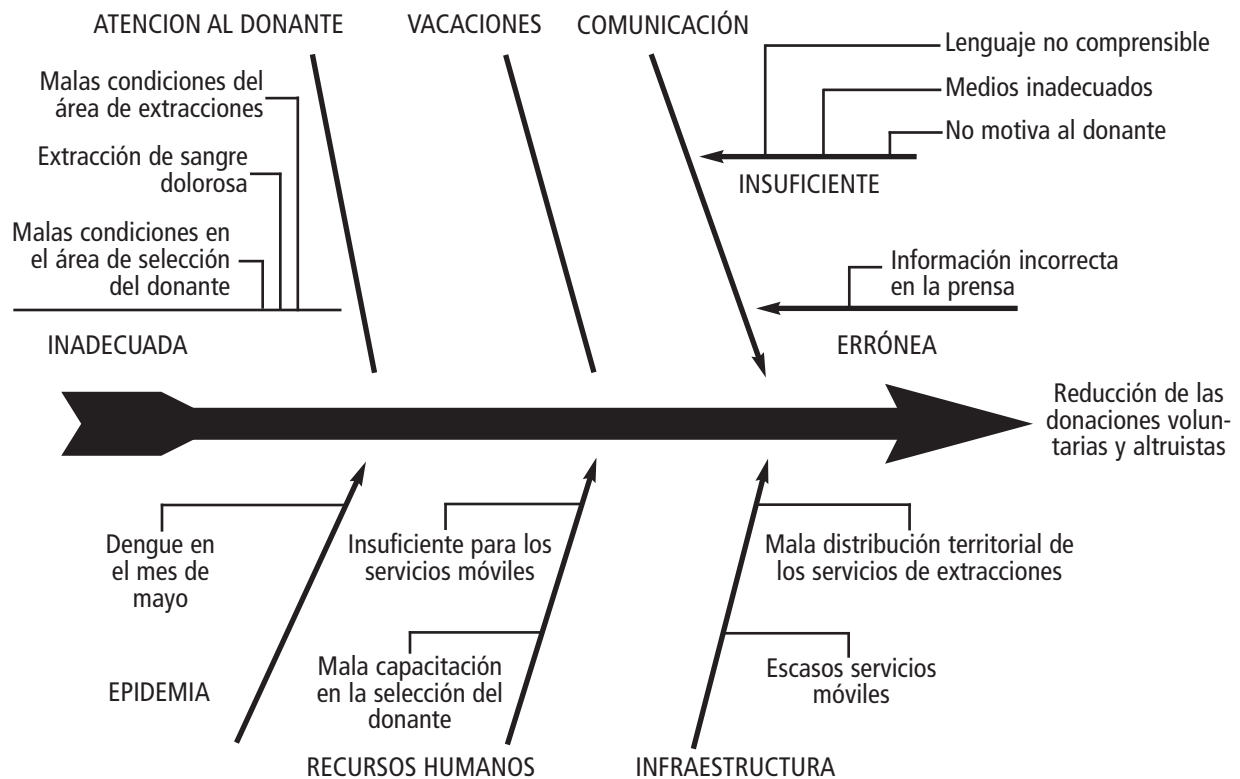 ATENCION AL DONANTE
VACACIONES
COMUNICACIÓN
Malas condiciones del
área de extracciones
Extracción de sangre
dolorosa
Malas condiciones en
el área de selección
del donante
INADECUADA
Lenguaje no comprensible
Medios inadecuados
No motiva al donante
INSUFICIENTE
Información incorrecta
en la prensa
ERRÓNEA
Reducción de las
donaciones volun-
tarias y altruistas
Dengue en
el mes de
mayo
EPIDEMIA
Insuficiente para los
servicios móviles
Mala capacitación
en la selección del
donante
RECURSOS HUMANOS
Mala distribución territorial de
los servicios de extracciones
Escasos servicios
móviles
INFRAESTRUCTURA